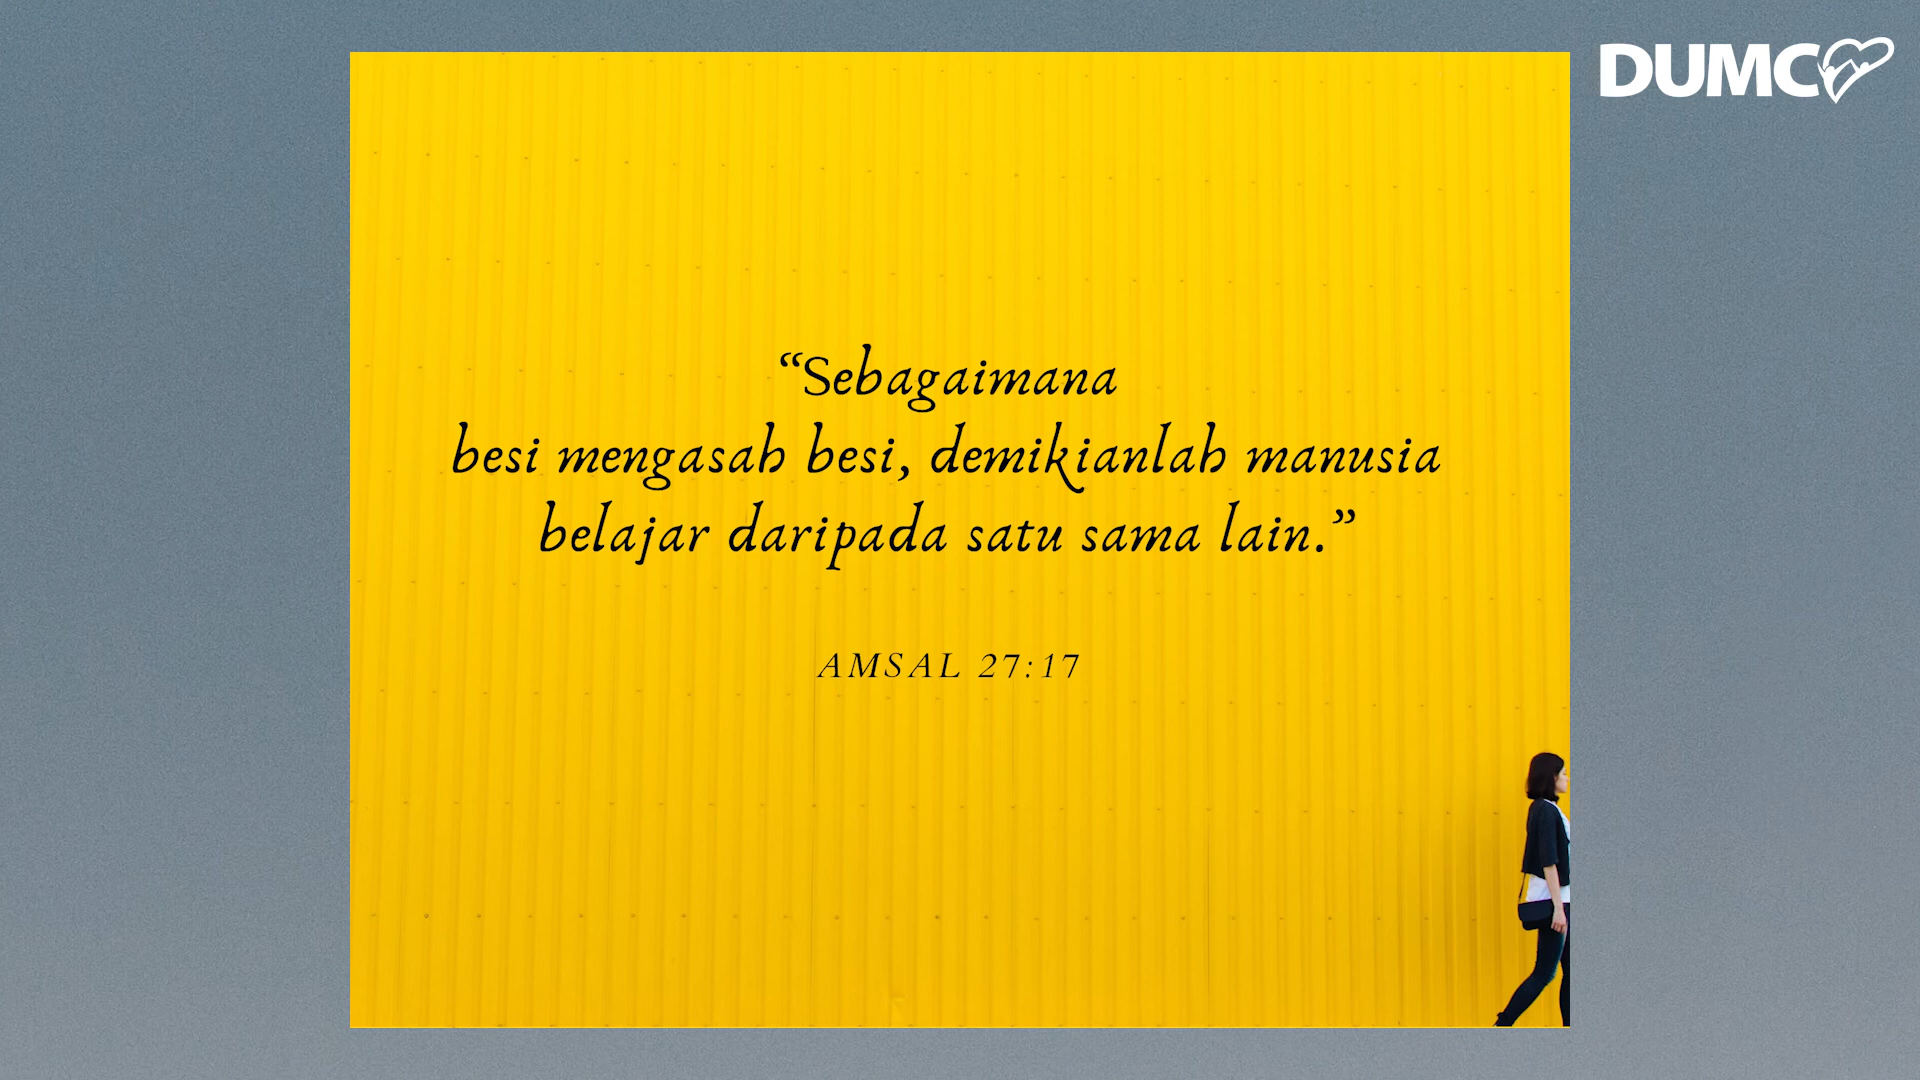 DUMC
“Sebagaimana
besi mengasah besi, demikianlah manusia
belajar daripada satu sama lain.”
AMSAL 27:17